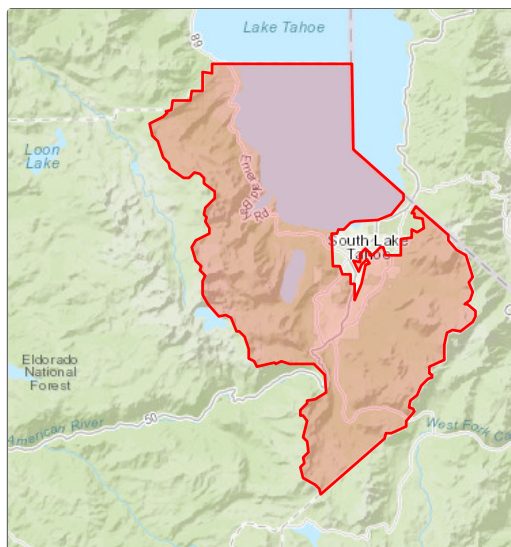 Lake Tahoe
89
Loon
Lake
Emerald Bay Rd
South Lake
Tahoe
Eldorado
National
Forest
50
American River
West Fork Ca